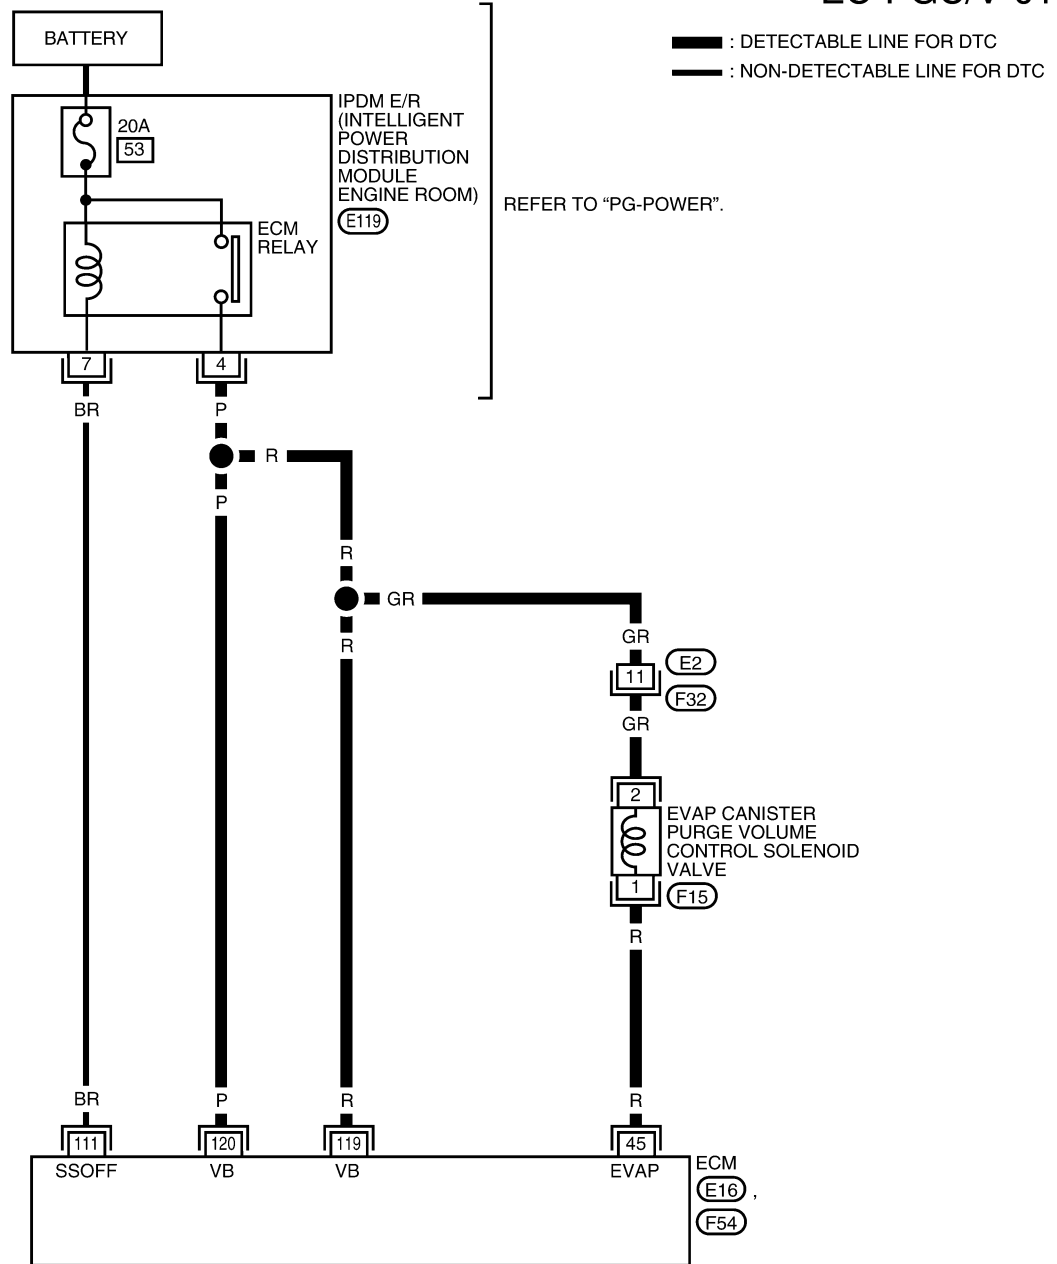 BATTERY
: DETECTABLE LINE FOR DTC
: NON-DETECTABLE LINE FOR DTC
20A
53
IPDM E/R
(INTELLIGENT
POWER
DISTRIBUTION
MODULE
ENGINE ROOM)
E119
REFER TO “PG-POWER”.
ECM
RELAY
7
4
BR
P
R
P
R
GR
R
GR
E2
11
F32
GR
2
EVAP CANISTER
PURGE VOLUME
CONTROL SOLENOID
VALVE
1
F15
R
BR
P
R
R
111
120
119
45
SSOFF
VB
VB
EVAP
ECM
E16 ,
F54